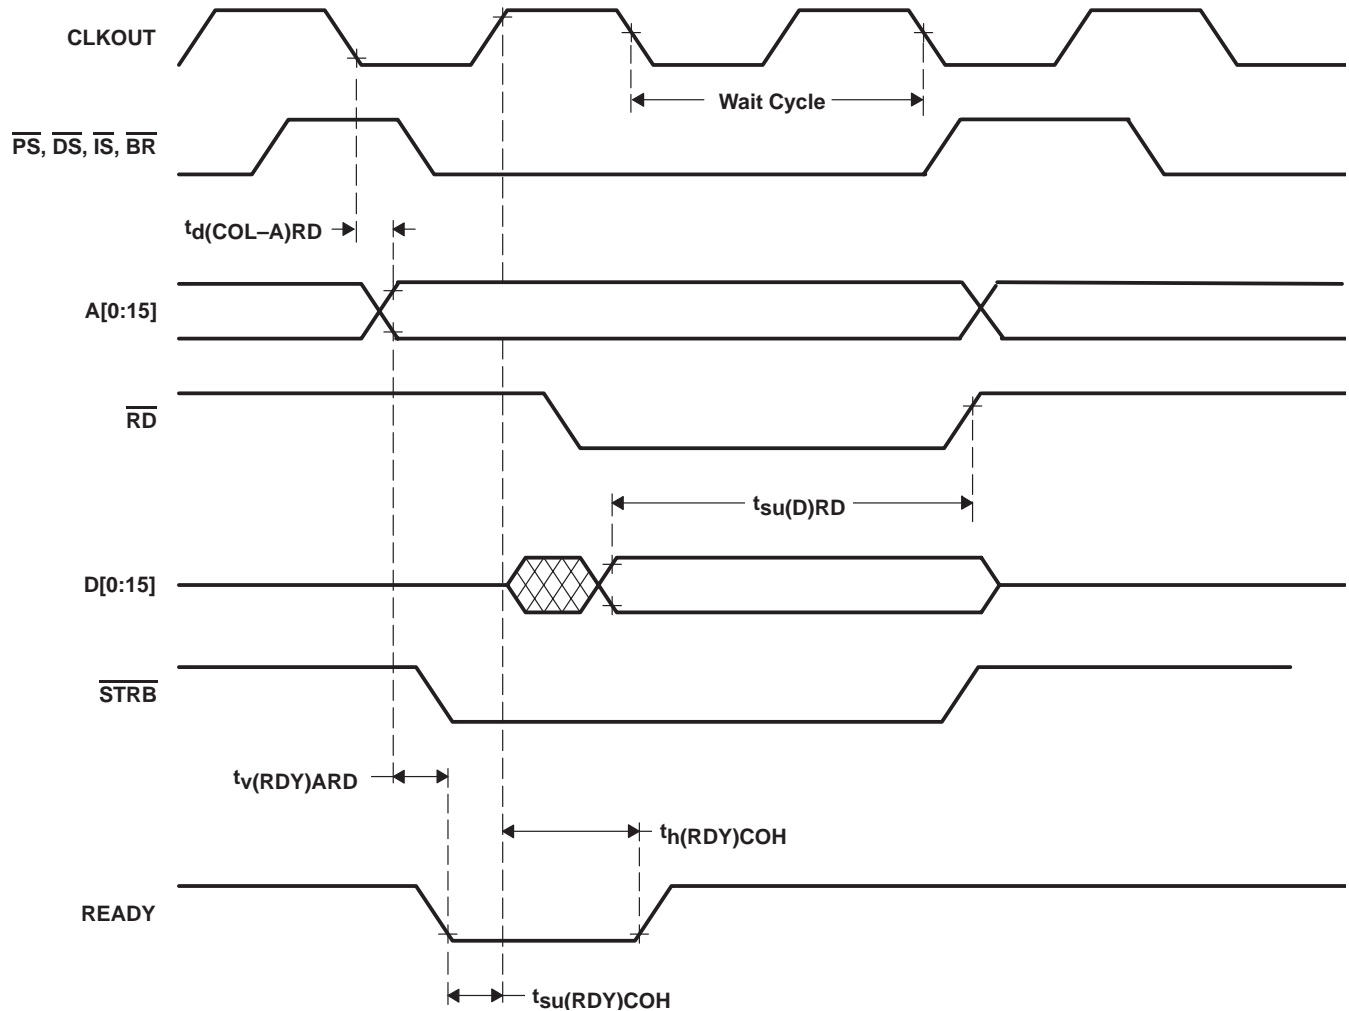 CLKOUT
Wait Cycle
PS, DS, IS, BR
td(COL–A)RD
A[0:15]
RD
tsu(D)RD
D[0:15]
STRB
tv(RDY)ARD
th(RDY)COH
READY
tsu(RDY)COH